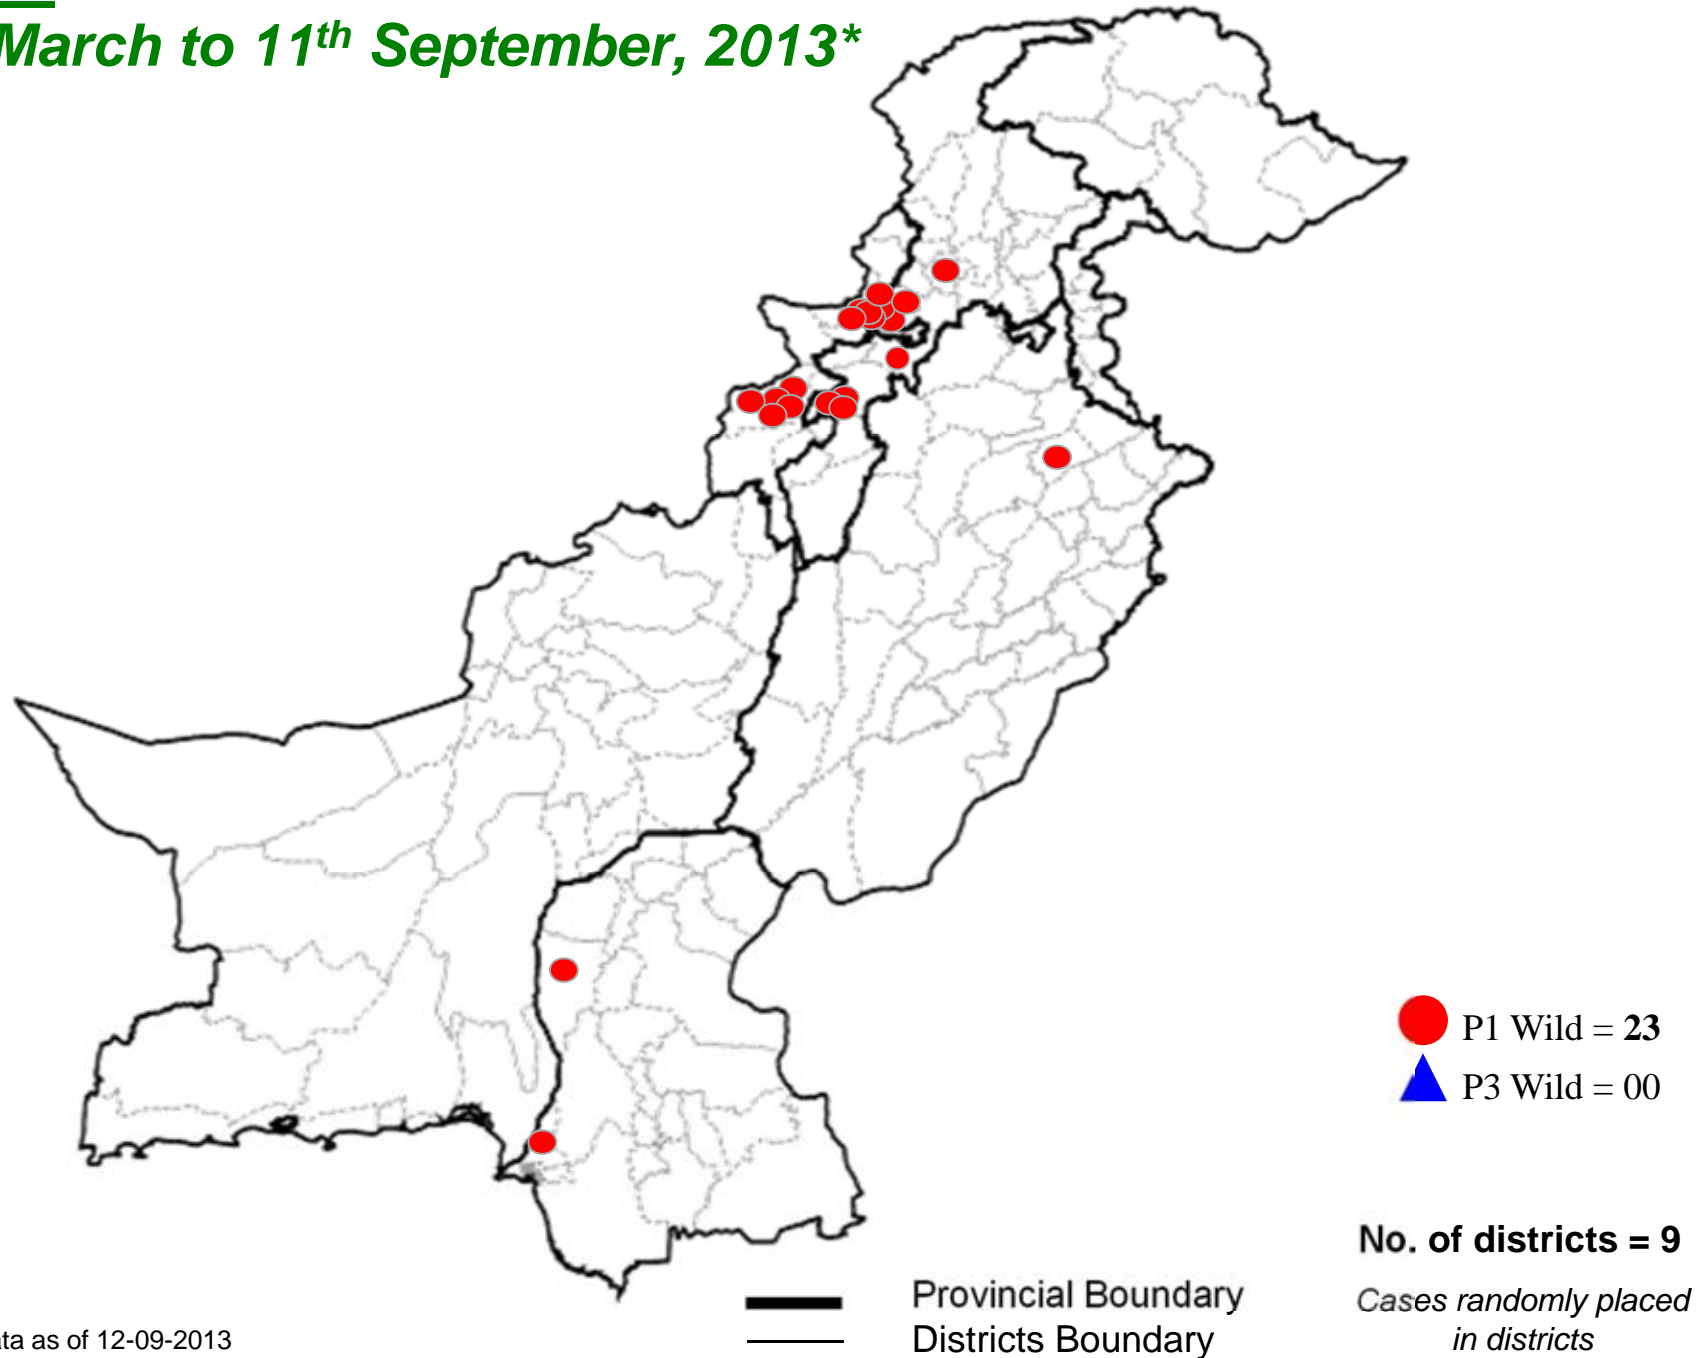 March to 11th September, 2013*
P1 Wild = 23
P3 Wild = 00
No. of districts = 9
Cases randomly placed
in districts
Provincial Boundary
Districts Boundary
as of 12-09-2013